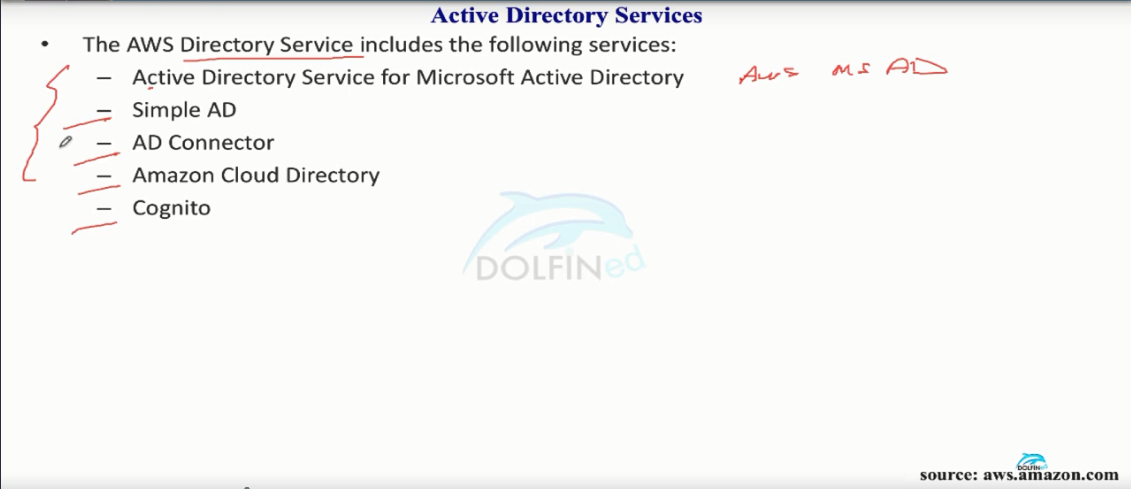 Active Directory Services
• The AWS Directory Service includes the following services:
– Active Directory Service for Microsoft Active Directory AWS MS AD
– Simple AD
– AD Connector
– Amazon Cloud Directory
– Cognito
DOLFINed
DOLFINed
source: aws.amazon.com